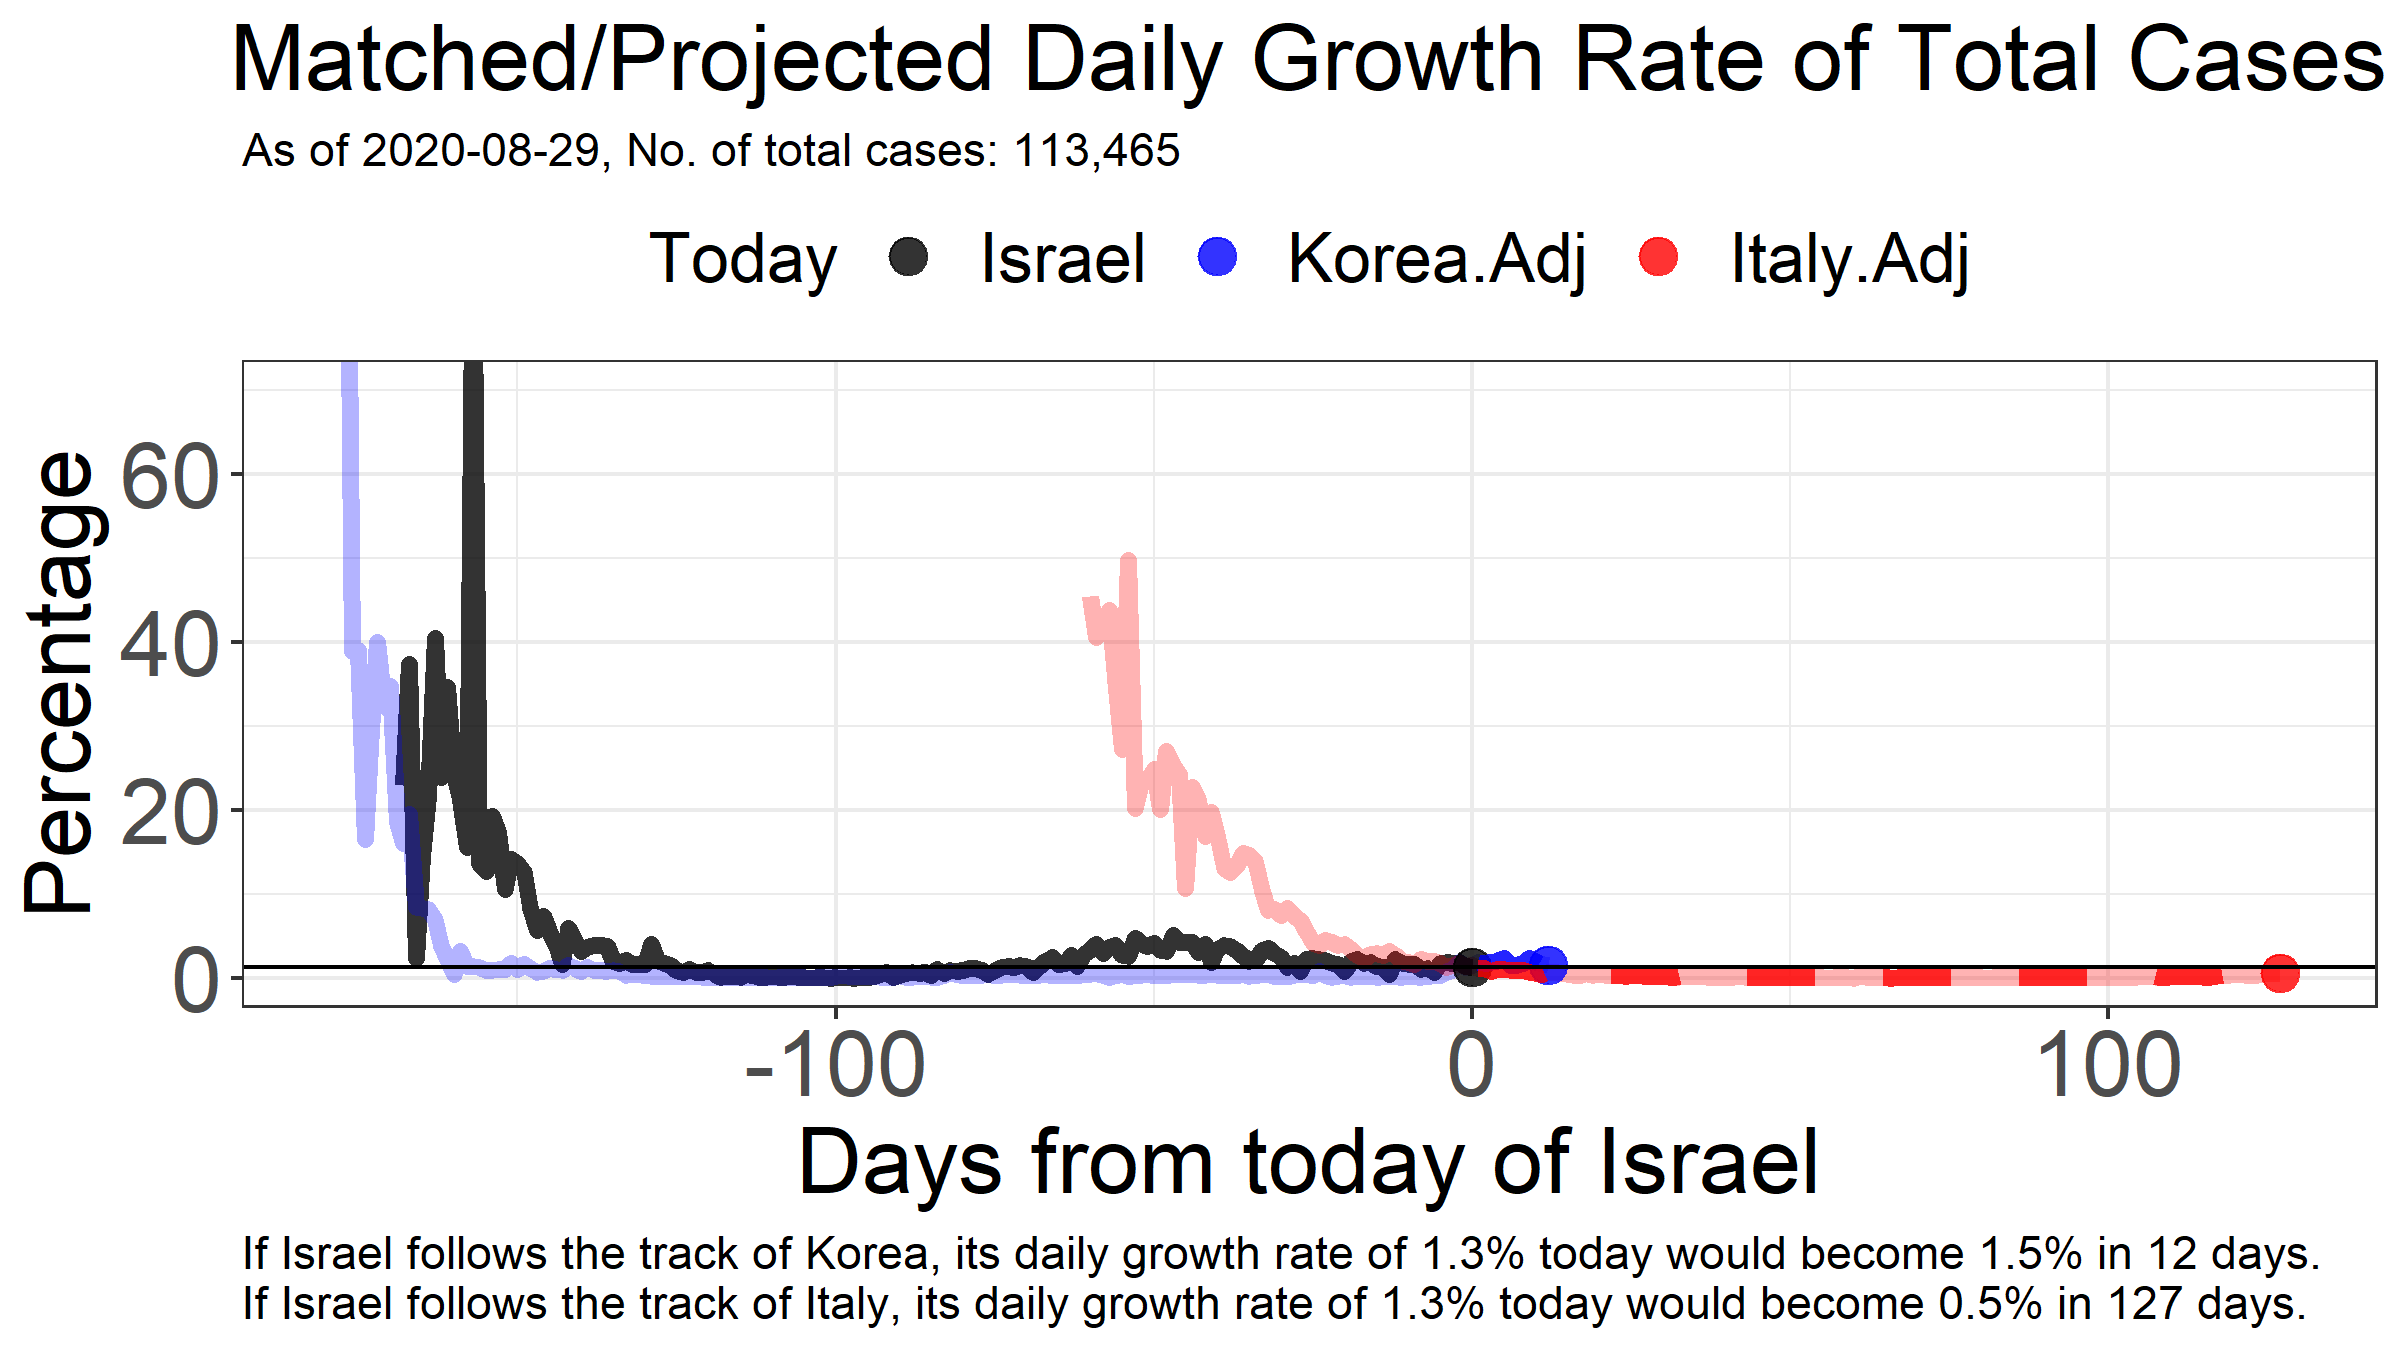 Matched/Projected Daily Growth Rate of Total Cases
As of 2020-08-29, No. of total cases: 113,465
Today Israel Korea.Adj Italy.Adj
Percentage
60
40
20
0
-100 0 100
Days from today of Israel
If Israel follows the track of Korea, its daily growth rate of 1.3% today would become 1.5% in 12 days.
If Israel follows the track of Italy, its daily growth rate of 1.3% today would become 0.5% in 127 days.